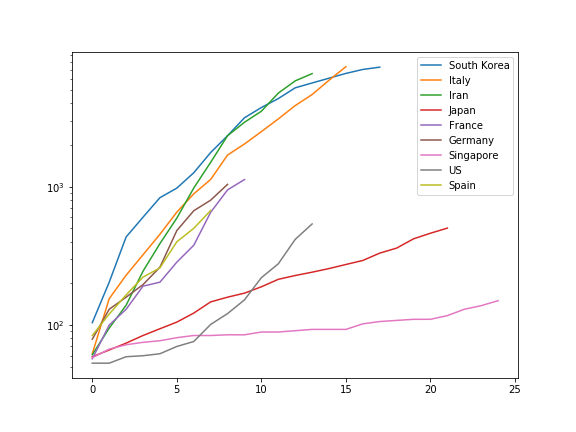 South Korea
Italy
Iran
Japan
France
Germany
Singapore
US
Spain
10³
10²
0 5 10 15 20 25